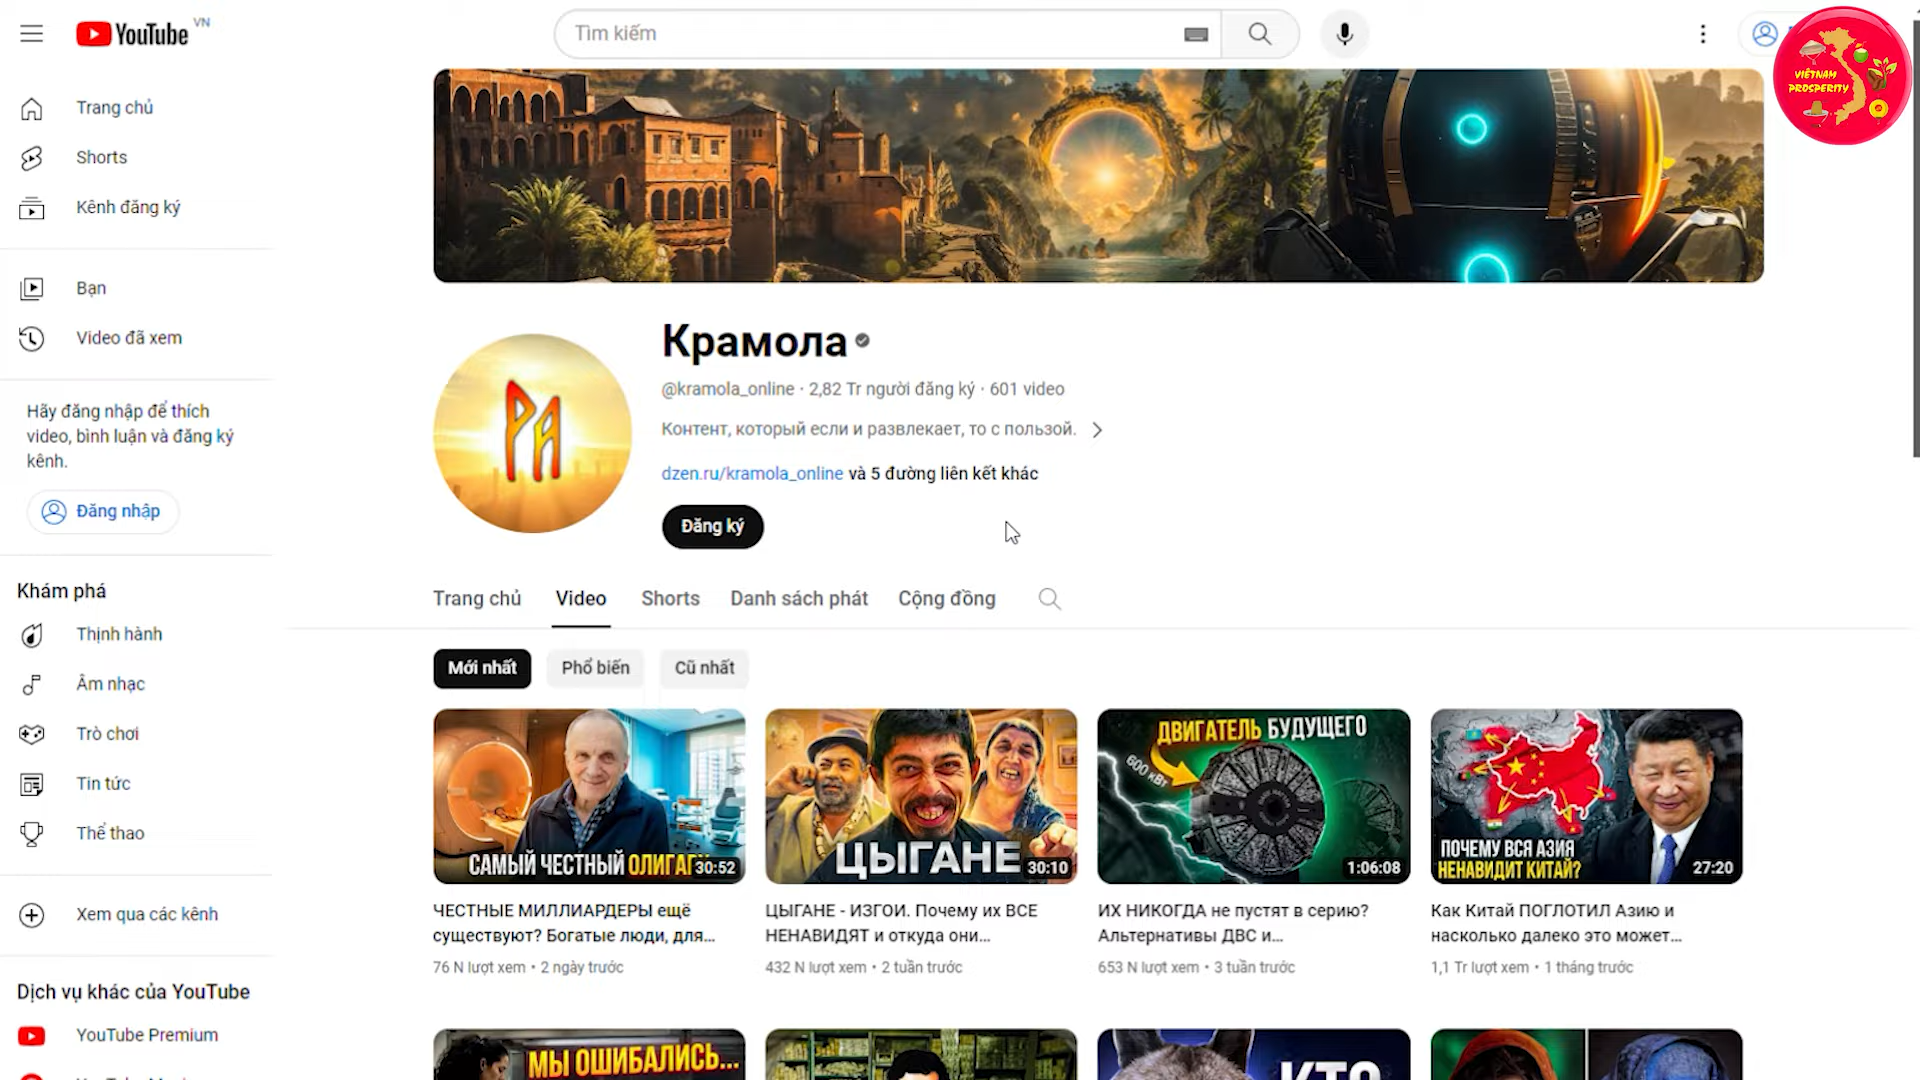 YouTube VN
Tìm kiếm
VIETNAM
PROSPERITY
Trang chủ
Shorts
Kênh đăng ký
Bạn
Video đã xem
Hãy đăng nhập để thích
video, bình luận và đăng ký
kênh.
Đăng nhập
Khám phá
Thịnh hành
Âm nhạc
Trò chơi
Tin tức
Thể thao
Xem qua các kênh
Dịch vụ khác của YouTube
YouTube Premium
РА
Крамола
@kramola_online · 2,82 Tr người đăng ký · 601 video
Контент, который если и развлекает, то с пользой.
dzen.ru/kramola_online và 5 đường liên kết khác
Đăng ký
Trang chủ Video Shorts Danh sách phát Cộng đồng
Mới nhất Phổ biến Cũ nhất
САМЫЙ ЧЕСТНЫЙ
30:52
ЧЕСТНЫЕ МИЛЛИАРДЕРЫ ещё
существуют? Богатые люди, для...
76 N lượt xem • 2 ngày trước
ЦЫГАНЕ
30:10
ЦЫГАНЕ - ИЗГОИ. Почему их ВСЕ
НЕНАВИДЯТ и откуда они...
432 N lượt xem • 2 tuần trước
ДВИГАТЕЛЬ БУДУЩЕГО
600 кВт
1:06:08
ИХ НИКОГДА не пустят в серию?
Альтернативы ДВС и...
653 N lượt xem • 3 tuần trước
ПОЧЕМУ ВСЯ АЗИЯ
НЕНАВИДИТ КИТАЙ?
27:20
Как Китай ПОГЛОТИЛ Азию и
насколько далеко это может...
1,1 Tr lượt xem • 1 tháng trước
МЫ ОШИБАЛИСЬ...
КТО